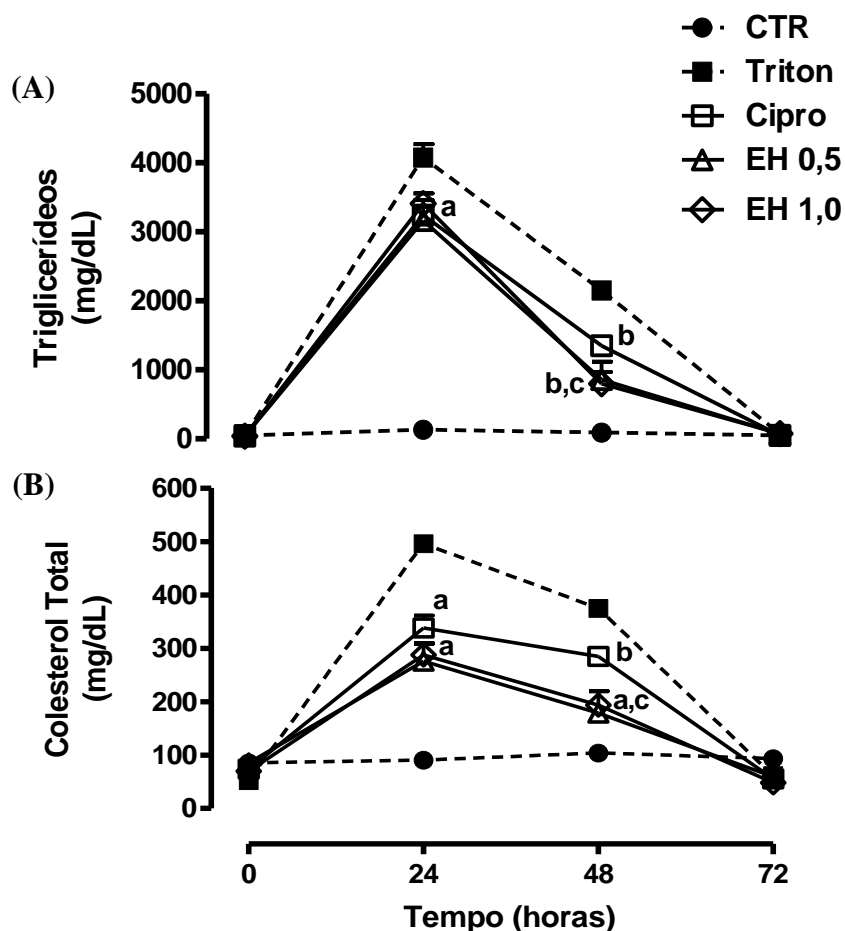 CTR
Triton
Cipro
EH 0,5
EH 1,0
(A)
Triglicerídeos
(mg/dL)
5000
4000
3000
2000
1000
0
a
b
b,c
(B)
Colesterol Total
(mg/dL)
600
500
400
300
200
100
0
a
a
b
a,c
0 24 48 72
Tempo (horas)